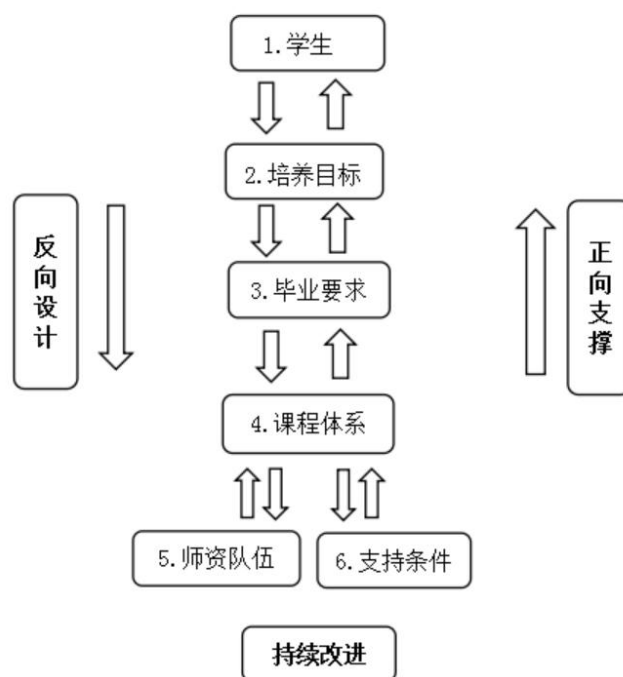 1.学生
2.培养目标
反向设计
正向支撑
3.毕业要求
4.课程体系
5.师资队伍
6.支持条件
持续改进